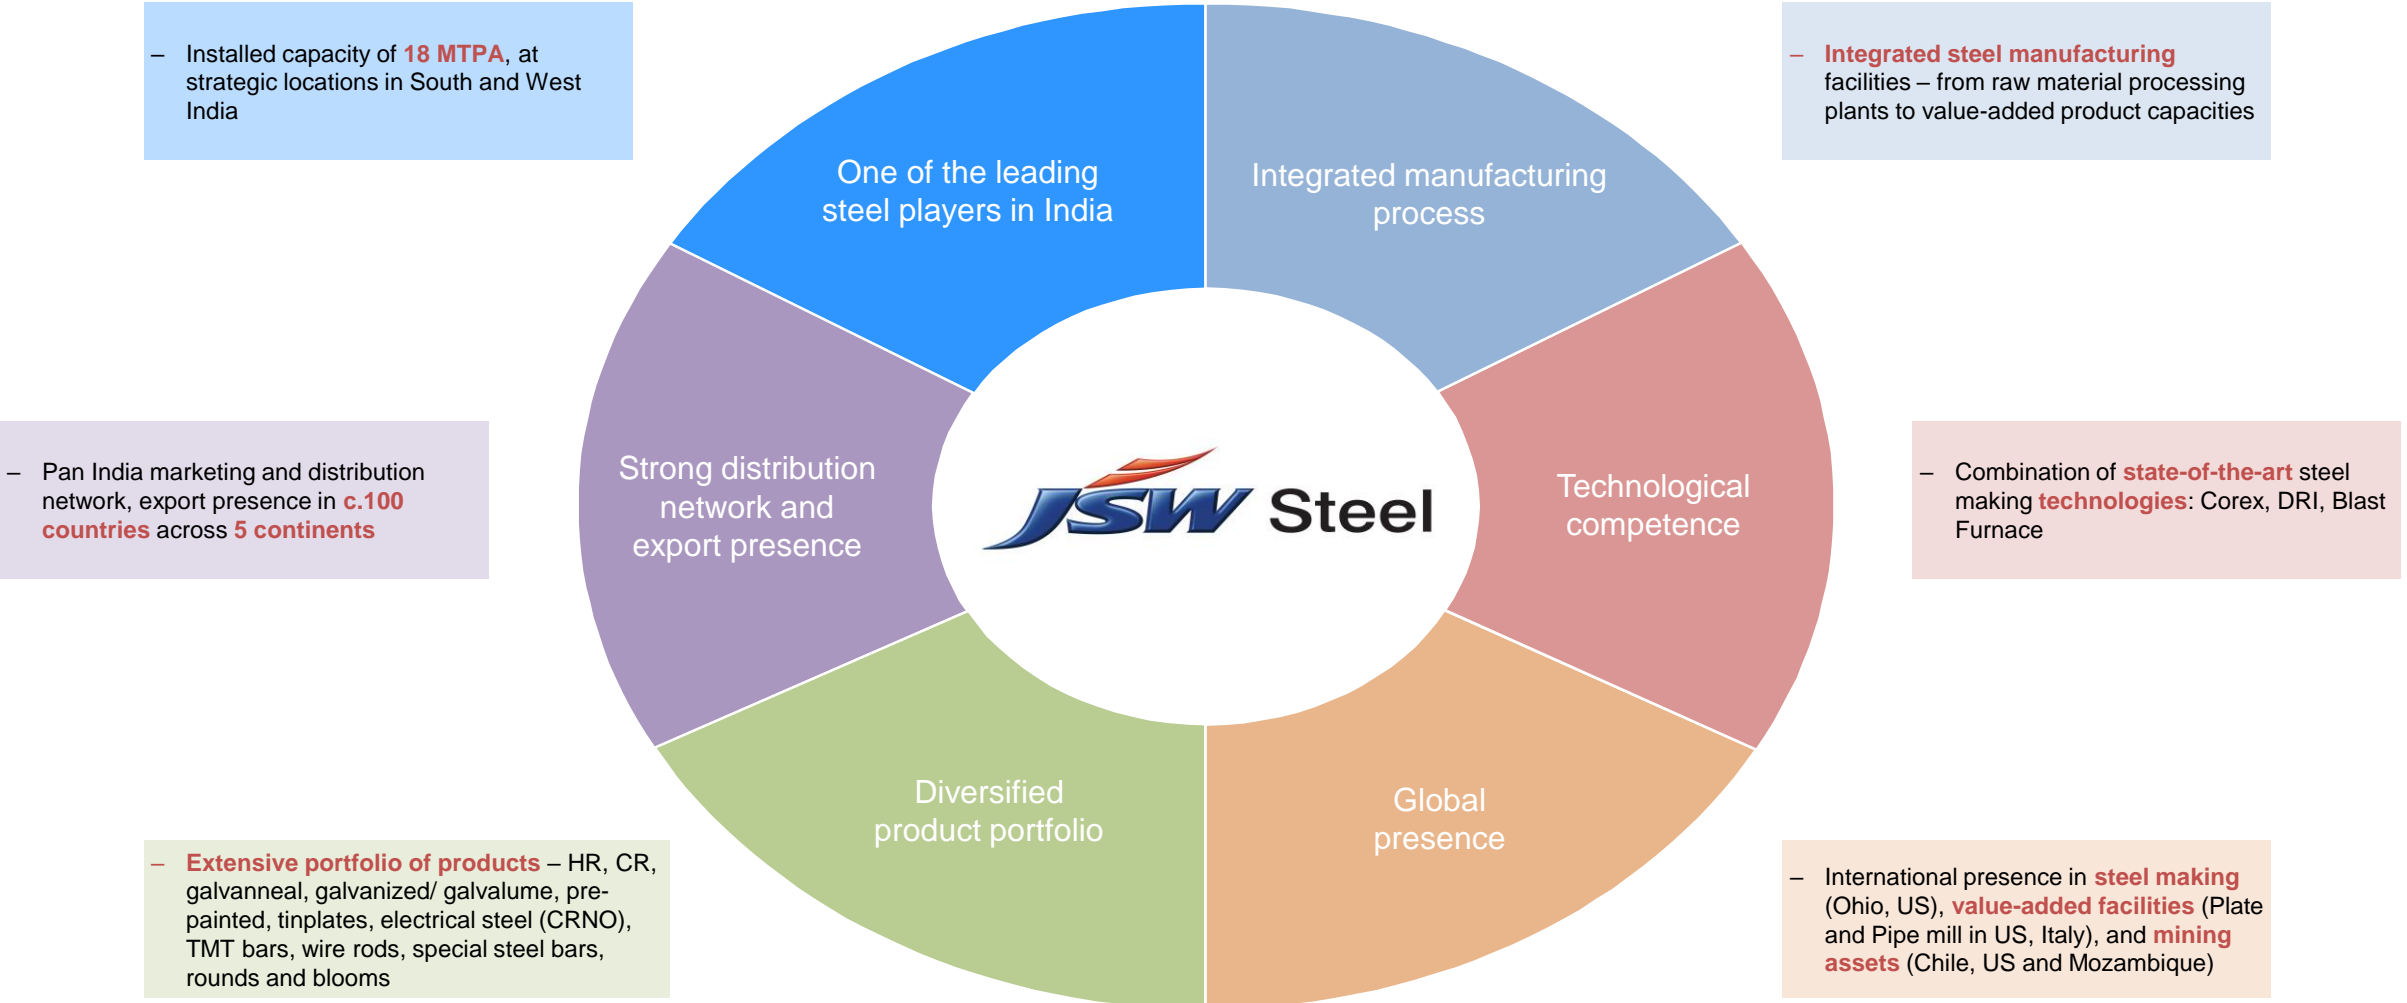 – Installed capacity of 18 MTPA, at
strategic locations in South and West
India
One of the leading
steel players in India
Integrated manufacturing
process
– Integrated steel manufacturing
facilities – from raw material processing
plants to value-added product capacities
– Pan India marketing and distribution
network, export presence in c.100
countries across 5 continents
Strong distribution
network and
export presence
JSW Steel
Technological
competence
– Combination of state-of-the-art steel
making technologies: Corex, DRI, Blast
Furnace
– Extensive portfolio of products – HR, CR,
galvanneal, galvanized/ galvalume, pre-
painted, tinplates, electrical steel (CRNO),
TMT bars, wire rods, special steel bars,
rounds and blooms
Diversified
product portfolio
Global
presence
– International presence in steel making
(Ohio, US), value-added facilities (Plate
and Pipe mill in US, Italy), and mining
assets (Chile, US and Mozambique)